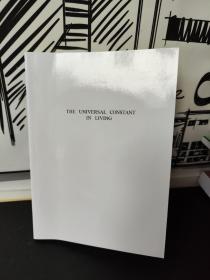 THE UNIVERSAL CONSTANT
IN LIVING